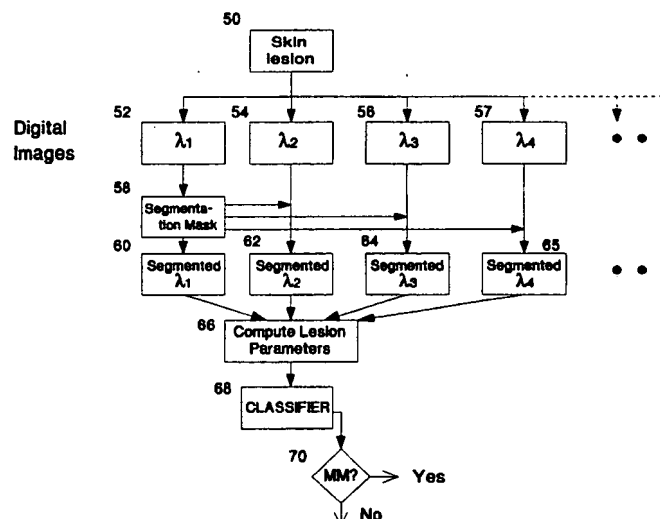 50
Skin
lesion
52
54
56
57
Digital
Images
λ1
λ2
λ3
λ4
58
Segmenta-
tion Mask
60
62
64
65
Segmented
λ1
Segmented
λ2
Segmented
λ3
Segmented
λ4
66
Compute Lesion
Parameters
68
CLASSIFIER
70
MM?
Yes
No